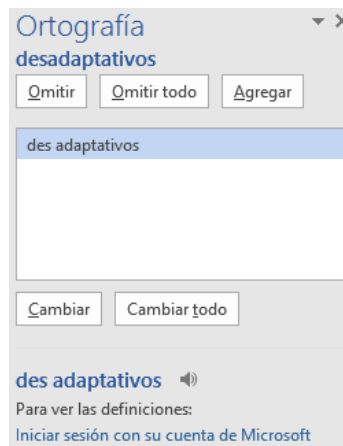 Ortografía
desadaptativos
Omitir Omitir todo Agregar
des adaptativos
Cambiar Cambiar todo
des adaptativos
Para ver las definiciones:
Iniciar sesión con su cuenta de Microsoft